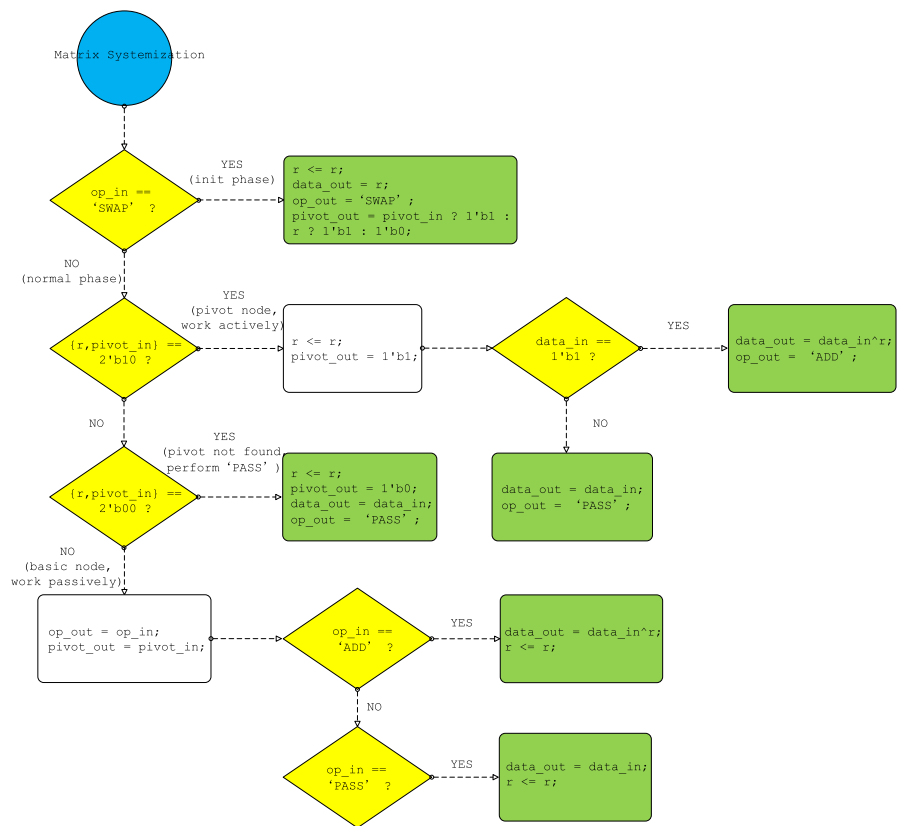 Matrix Systemization
op_in ==
‘SWAP’ ?
YES
(init phase)
r <= r;
data_out = r;
op_out = ‘SWAP’;
pivot_out = pivot_in ? 1'b1 :
r ? 1'b1 : 1'b0;
NO
(normal phase)
{r,pivot_in} ==
2'b10 ?
YES
(pivot node,
work actively)
r <= r;
pivot_out = 1'b1;
data_in ==
1'b1 ?
YES
data_out = data_in^r;
op_out = ‘ADD’;
NO
data_out = data_in;
op_out = ‘PASS’;
NO
{r,pivot_in} ==
2'b00 ?
YES
(pivot not found,
perform ‘PASS’)
r <= r;
pivot_out = 1'b0;
data_out = data_in;
op_out = ‘PASS’;
NO
(basic node,
work passively)
op_out = op_in;
pivot_out = pivot_in;
op_in ==
‘ADD’ ?
YES
data_out = data_in^r;
r <= r;
NO
op_in ==
‘PASS’ ?
YES
data_out = data_in;
r <= r;